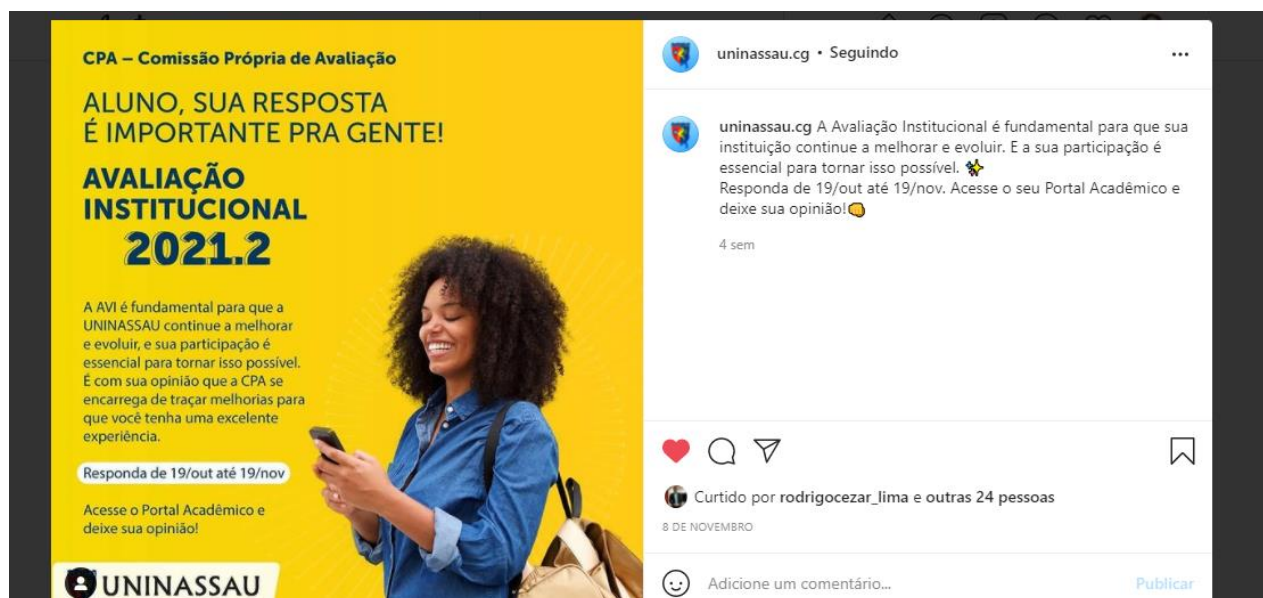 CPA – Comissão Própria de Avaliação
ALUNO, SUA RESPOSTA
É IMPORTANTE PRA GENTE!
AVALIAÇÃO
INSTITUCIONAL
2021.2
A AVI é fundamental para que a
UNINASSAU continue a melhorar
e evoluir, e sua participação é
essencial para tornar isso possível.
É com sua opinião que a CPA se
encarrega de traçar melhorias para
que você tenha uma excelente
experiência.
Responda de 19/out até 19/nov
Acesse o Portal Acadêmico e
deixe sua opinião!
UNINASSAU
uninassau.cg • Seguindo
uninassau.cg A Avaliação Institucional é fundamental para que sua
instituição continue a melhorar e evoluir. E a sua participação é
essencial para tornar isso possível. ✨
Responda de 19/out até 19/nov. Acesse o seu Portal Acadêmico e
deixe sua opinião!👊
4 sem
Curtido por rodrigocezar_lima e outras 24 pessoas
8 DE NOVEMBRO
Adicione um comentário... Publicar